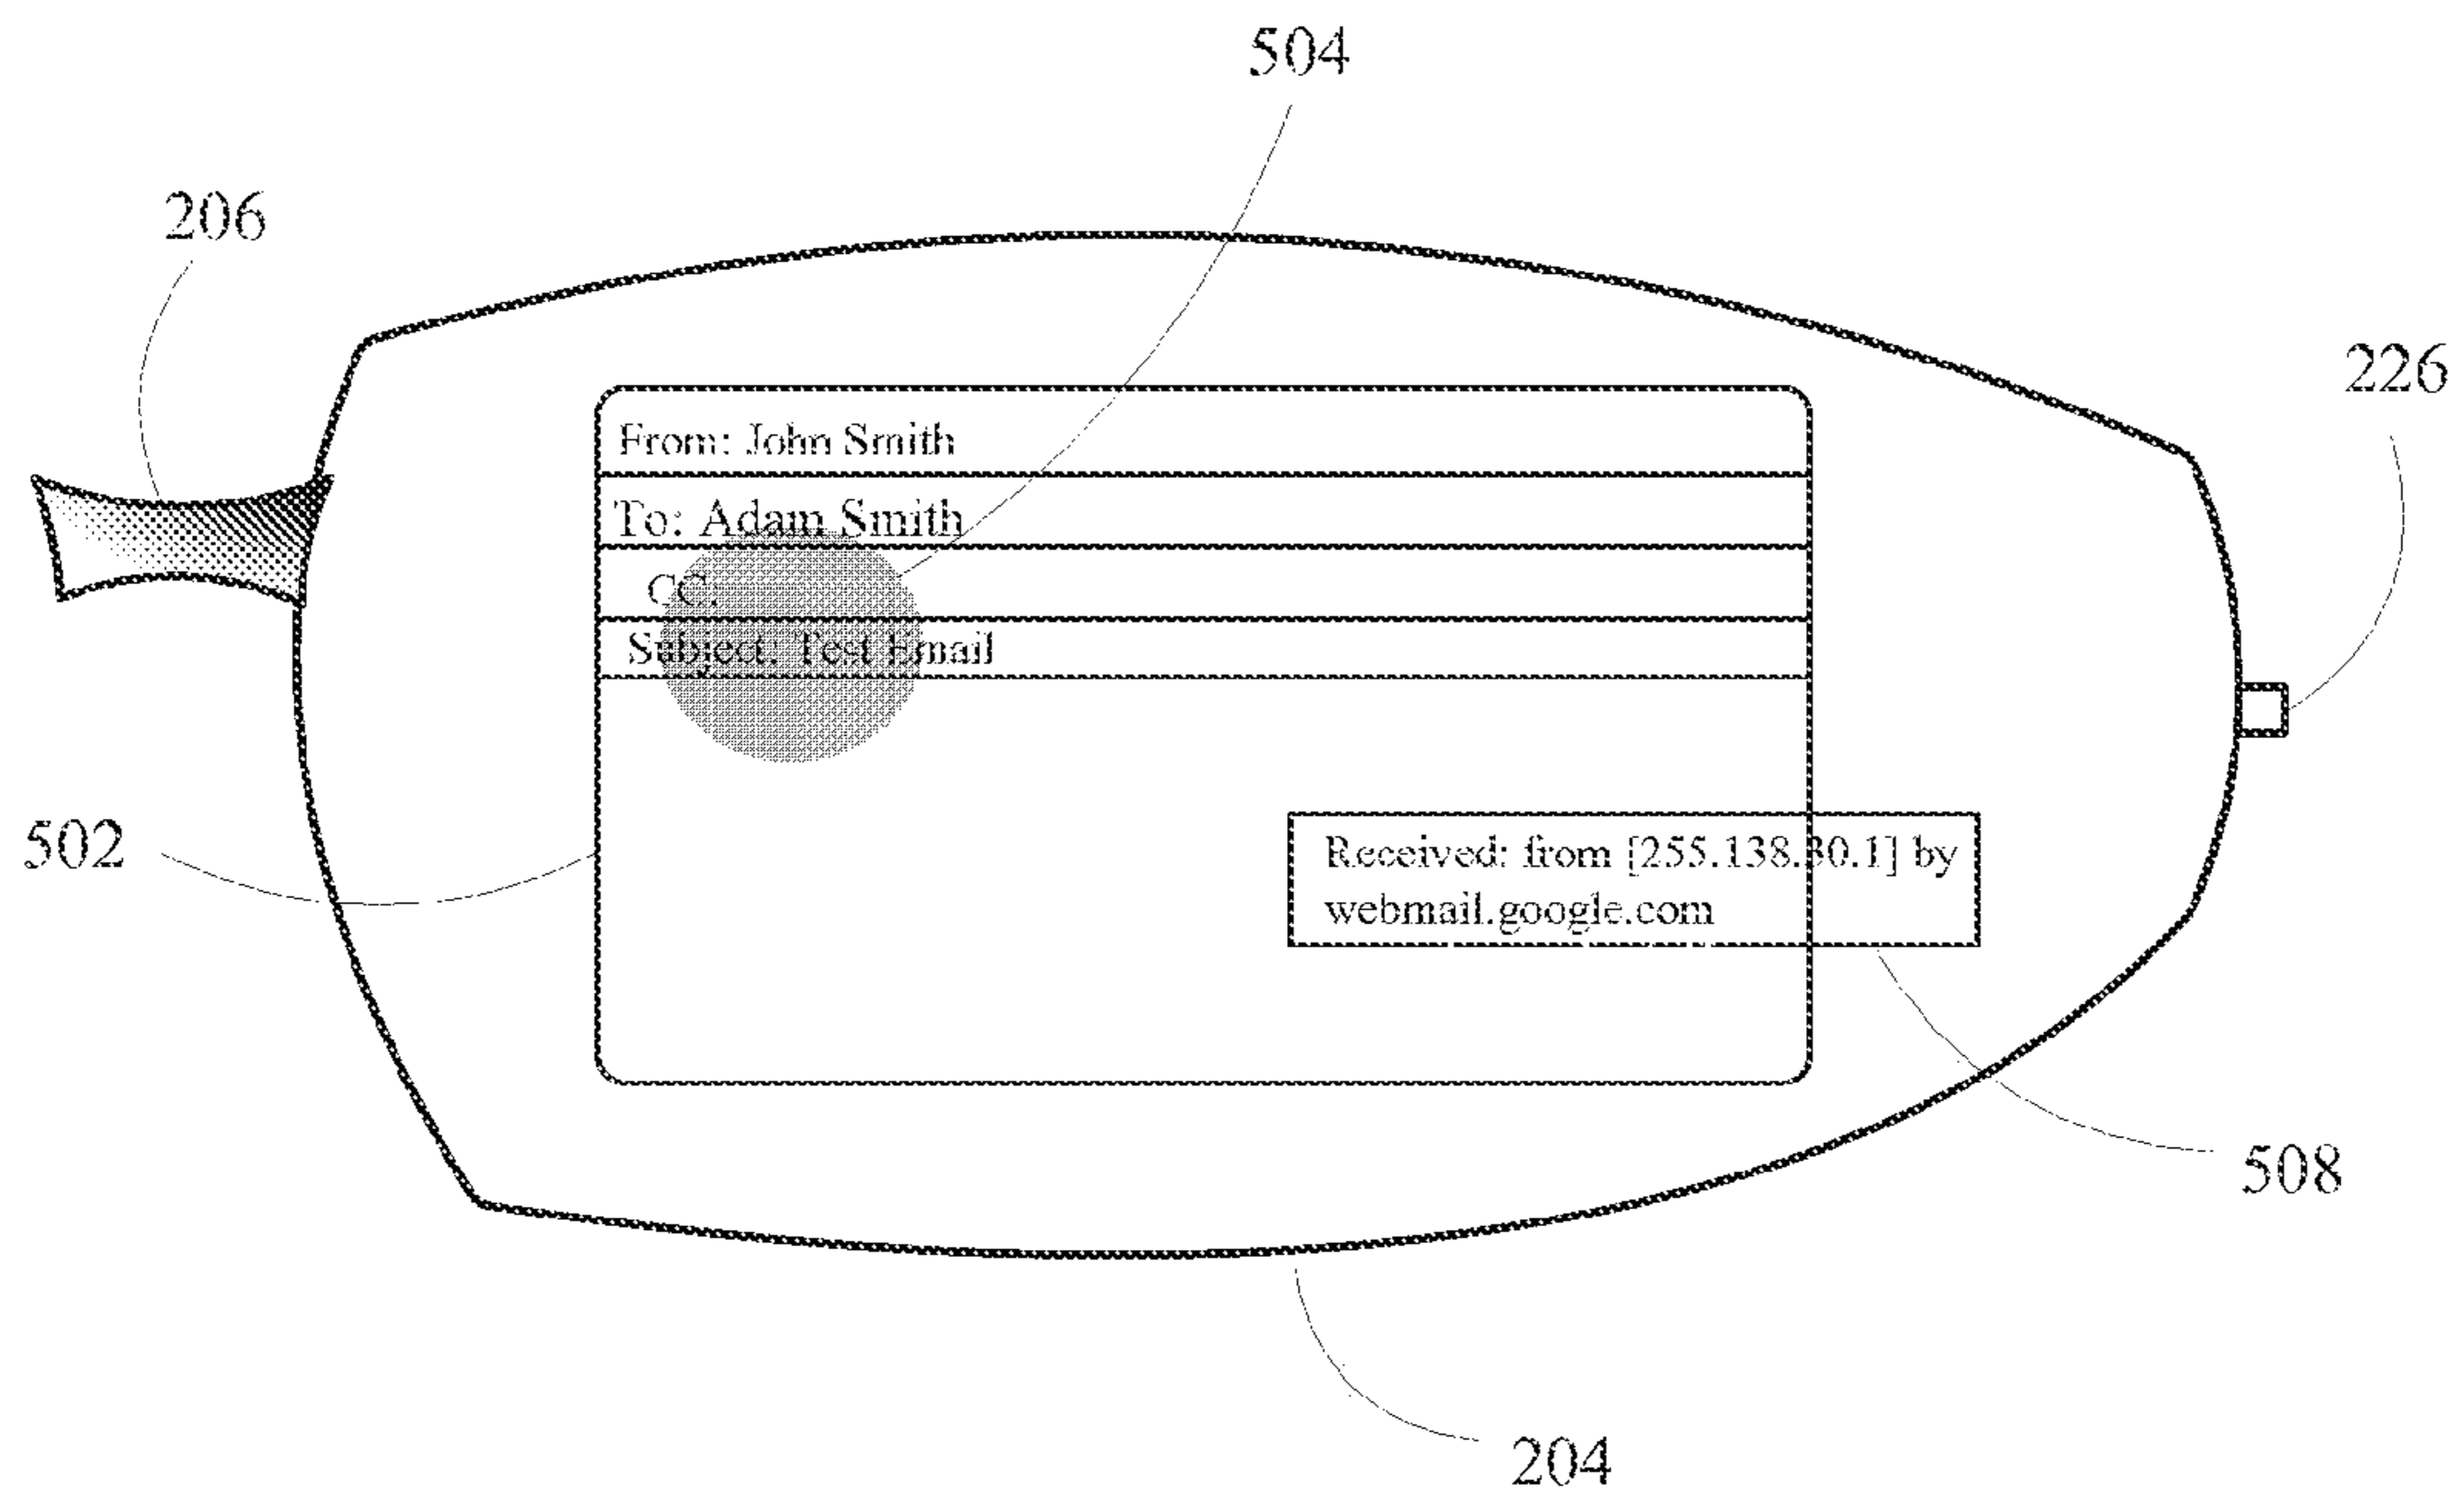 504
206
226
From: John Smith
To: Adam Smith
CC:
Subject: Test Email
502
Received: from [255.138.30.1] by
webmail.google.com
508
204